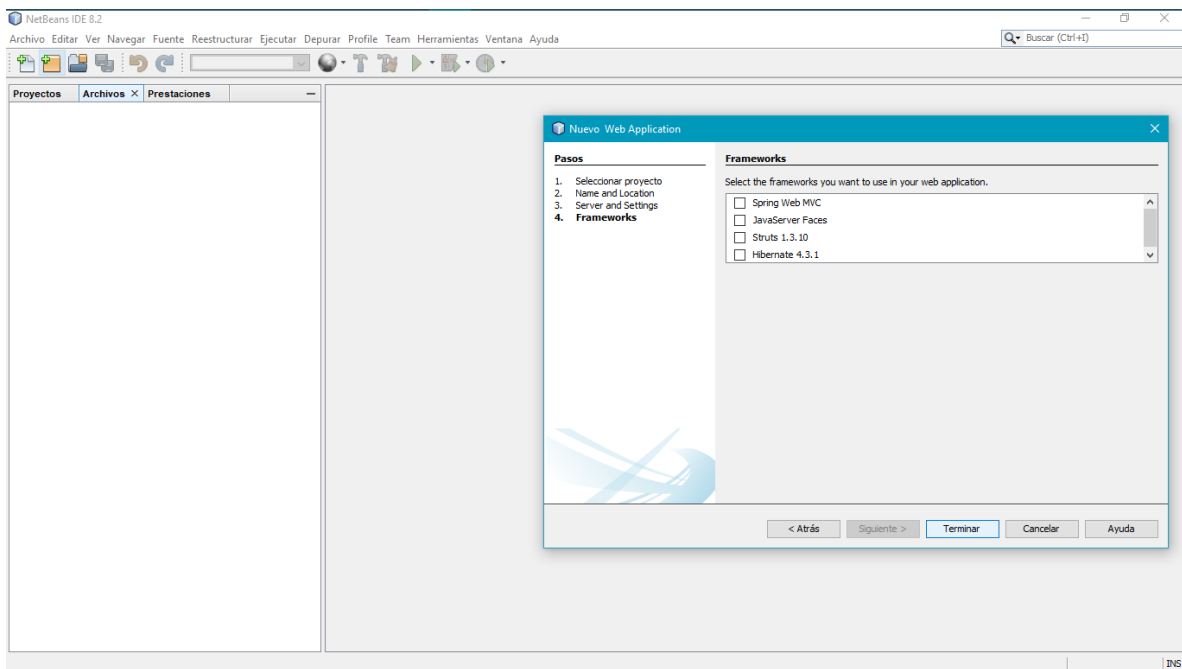 NetBeans IDE 8.2
Archivo Editar Ver Navegar Fuente Reestructurar Ejecutar Depurar Profile Team Herramientas Ventana Ayuda
Buscar (Ctrl+I)
Proyectos Archivos Prestaciones
Nuevo Web Application
Pasos
1. Seleccionar proyecto
2. Name and Location
3. Server and Settings
4. Frameworks
Frameworks
Select the frameworks you want to use in your web application.
Spring Web MVC
JavaServer Faces
Struts 1.3.10
Hibernate 4.3.1
< Atrás Siguiente > Terminar Cancelar Ayuda
INS